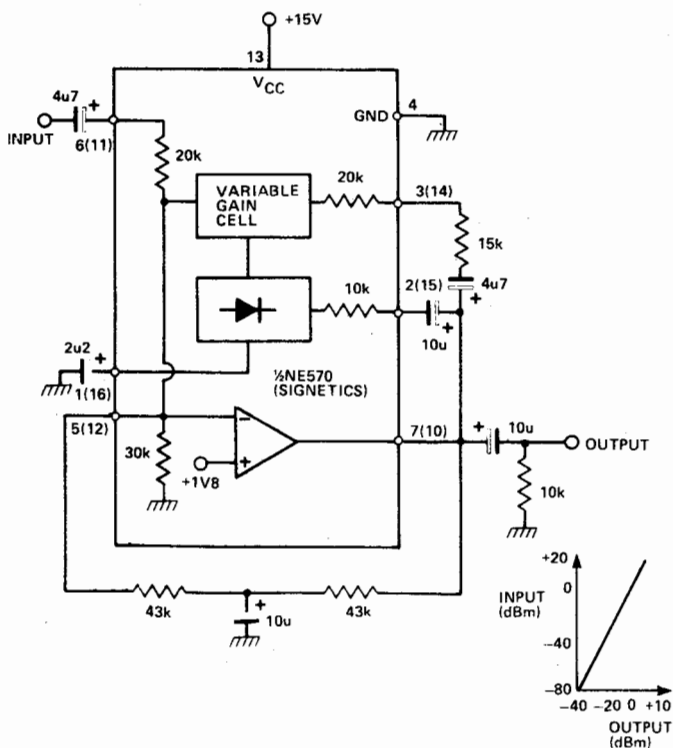 +15V
13
VCC
4u7
+
INPUT
6(11)
GND
4
20k
VARIABLE
GAIN
CELL
20k
3(14)
15k
4u7
+
10k
2(15)
+
10u
2u2
+
1(16)
½NE570
(SIGNETICS)
5(12)
30k
−
+
+1V8
7(10)
+
10u
OUTPUT
10k
43k
+
10u
43k
+20
0
−40
−80
INPUT
(dBm)
−40 −20 0 +10
OUTPUT
(dBm)